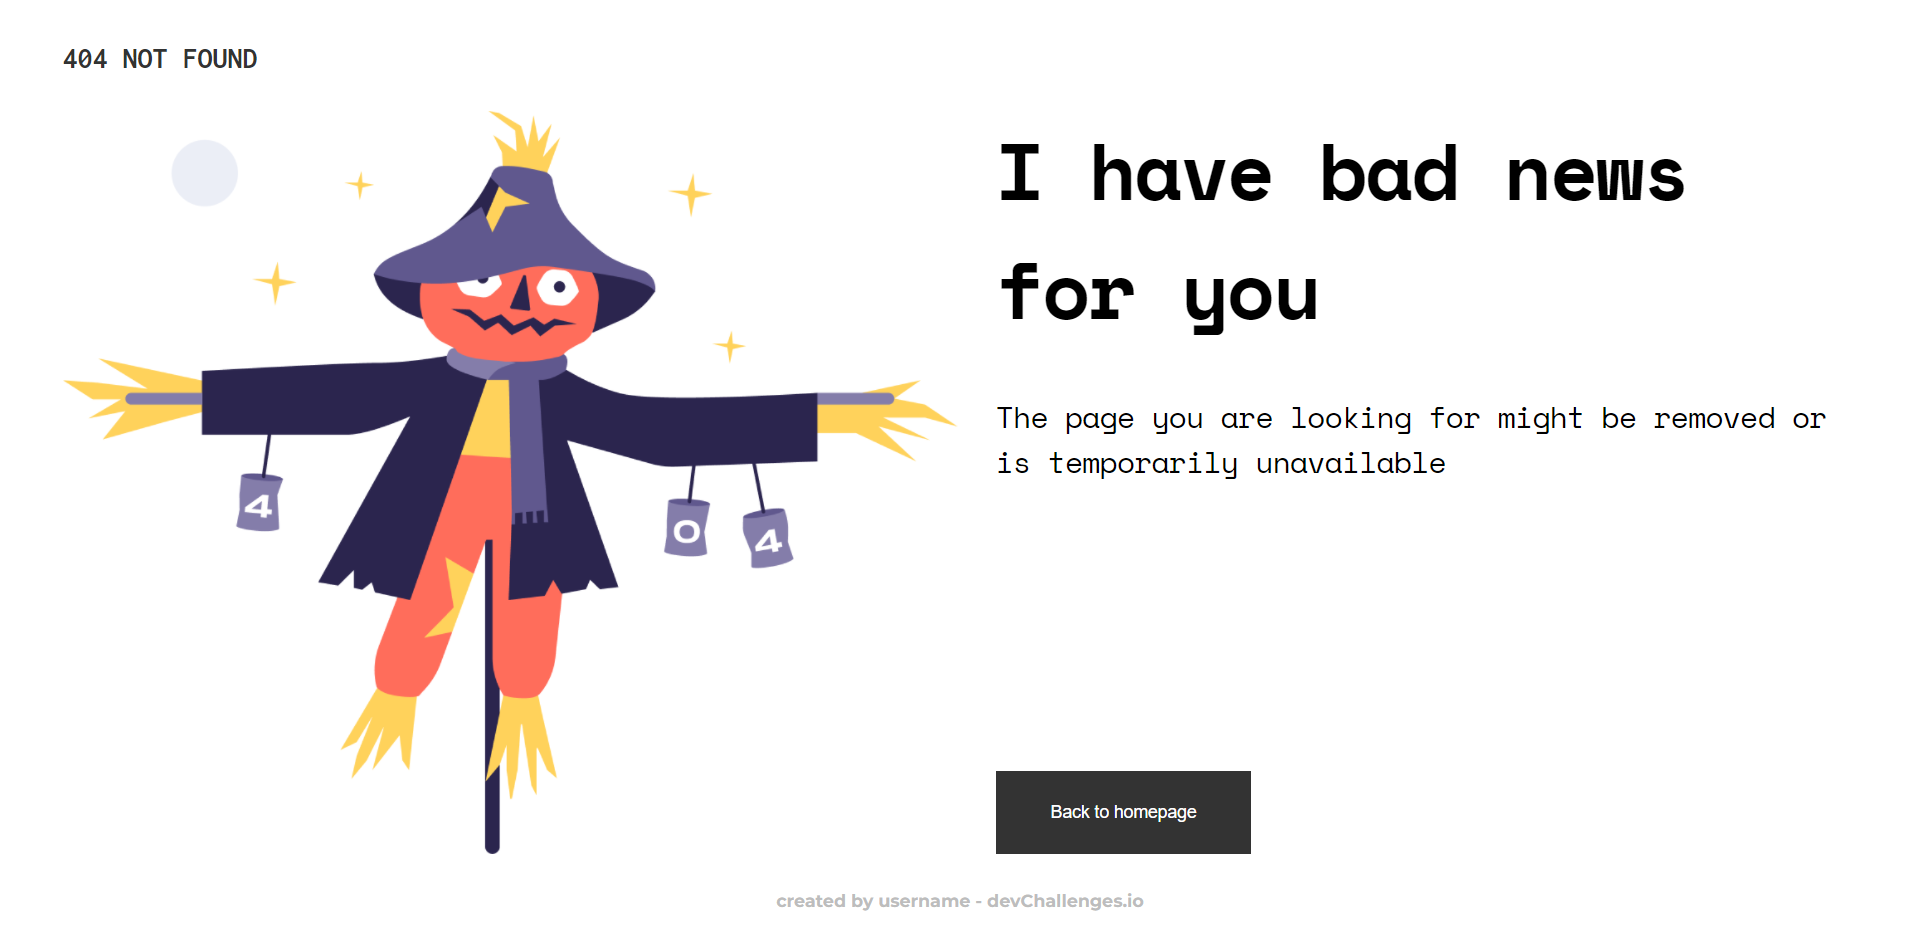 404 NOT FOUND
I have bad news
for you
The page you are looking for might be removed or
is temporarily unavailable
4
0
4
Back to homepage
created by username - devChallenges.io